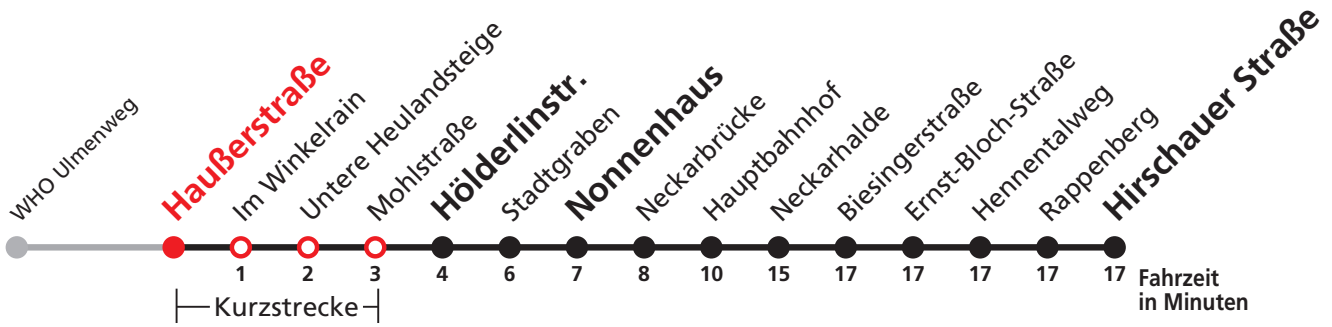 WHO Ulmenweg
Haußerstraße
Im Winkelrain
Untere Heulandsteige
Mohlstraße
Hölderlinstr.
Stadtgraben
Nonnenhaus
Neckarbrücke
Hauptbahnhof
Neckarhalde
Biesingerstraße
Ernst-Bloch-Straße
Hennentalweg
Rappenberg
Hirschauer Straße
1 2 3 4 6 7 8 10 15 17 17 17 17 17
Fahrzeit
in Minuten
Kurzstrecke